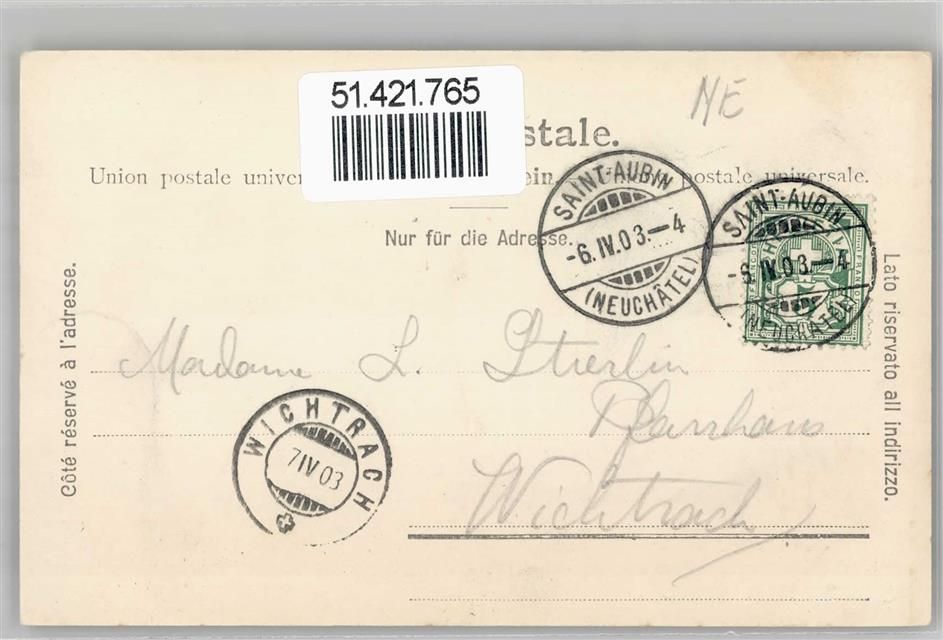 51.421.765
NE
stale.
Union postale univer ein. postale universale.
Nur für die Adresse.
SAINT-AUBIN
-6.IV.03.-4
(NEUCHÂTEL)
SAINT-AUBIN
-6.IV.03.-4
(NEUCHÂTEL)
FRANCO
Côté réservé à l'adresse.
Lato riservato all indirizzo.
Madame L. Stierlin
Pfarrhaus
Wichtrach
WICHTRACH
7 IV 03